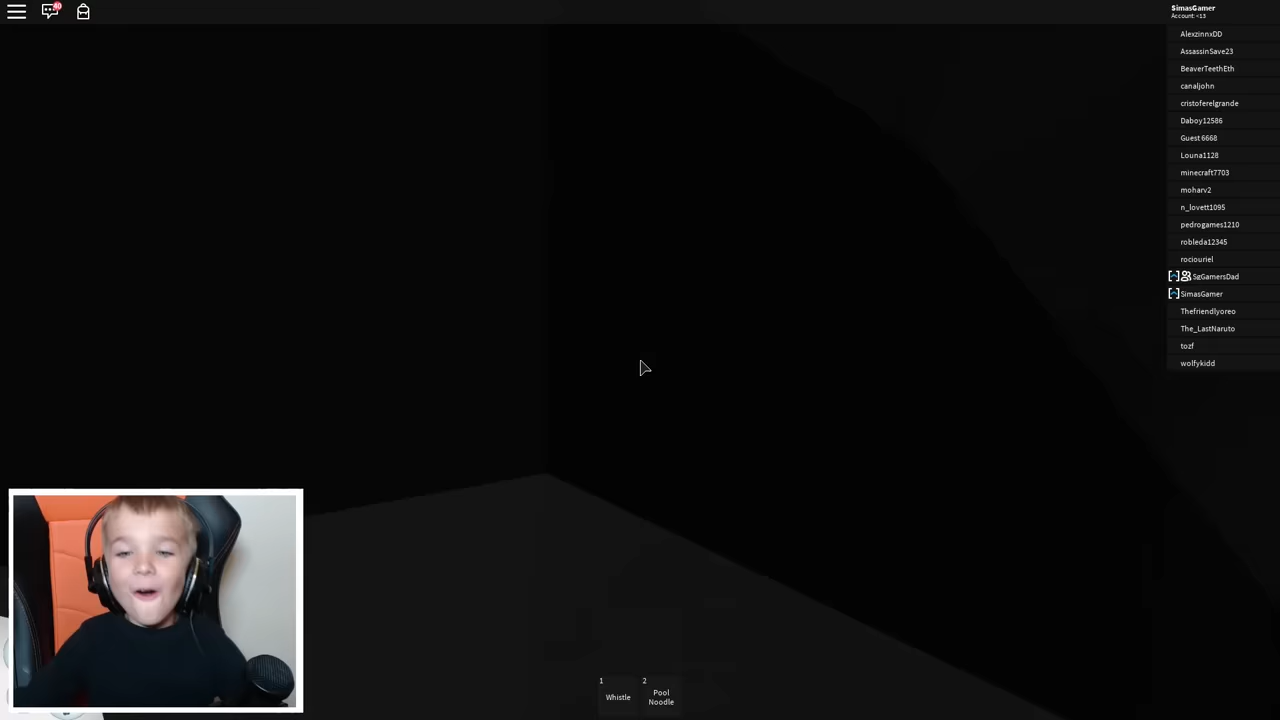 60
SimasGamer
Account: <13
AlexzinnxDD
AssassinSave23
BeaverTeethEth
canaljohn
cristoferelgrande
Daboy12586
Guest 6668
Louna1128
minecraft7703
moharv2
n_lovett1095
pedrogames1210
robleda12345
rociouriel
SgGamersDad
SimasGamer
Thefriendlyoreo
The_LastNaruto
tozf
wolfykidd
1
Whistle
2
Pool
Noodle